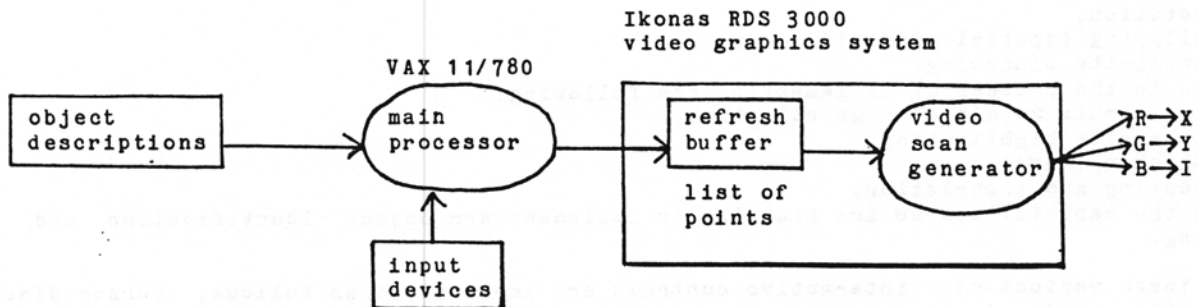 Ikonas RDS 3000
video graphics system
VAX 11/780
object
descriptions
main
processor
refresh
buffer
video
scan
generator
R→X
G→Y
B→I
list of
points
input
devices